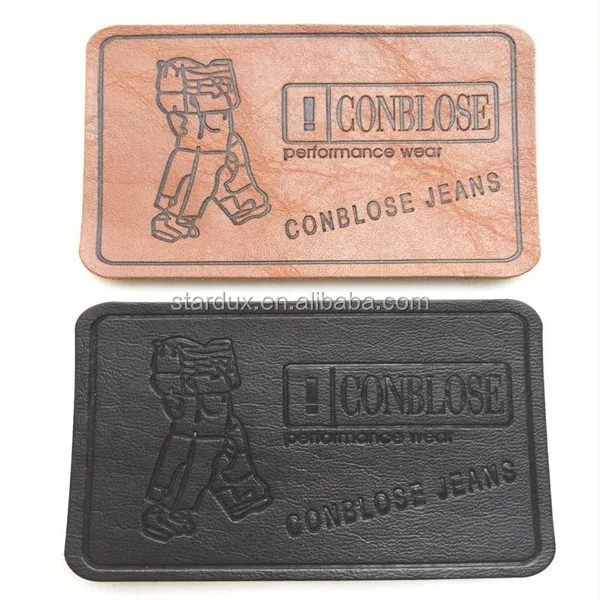 ! CONBLOSE
performance wear
CONBLOSE JEANS
stardux.en.alibaba.com
! CONBLOSE
performance wear
CONBLOSE JEANS